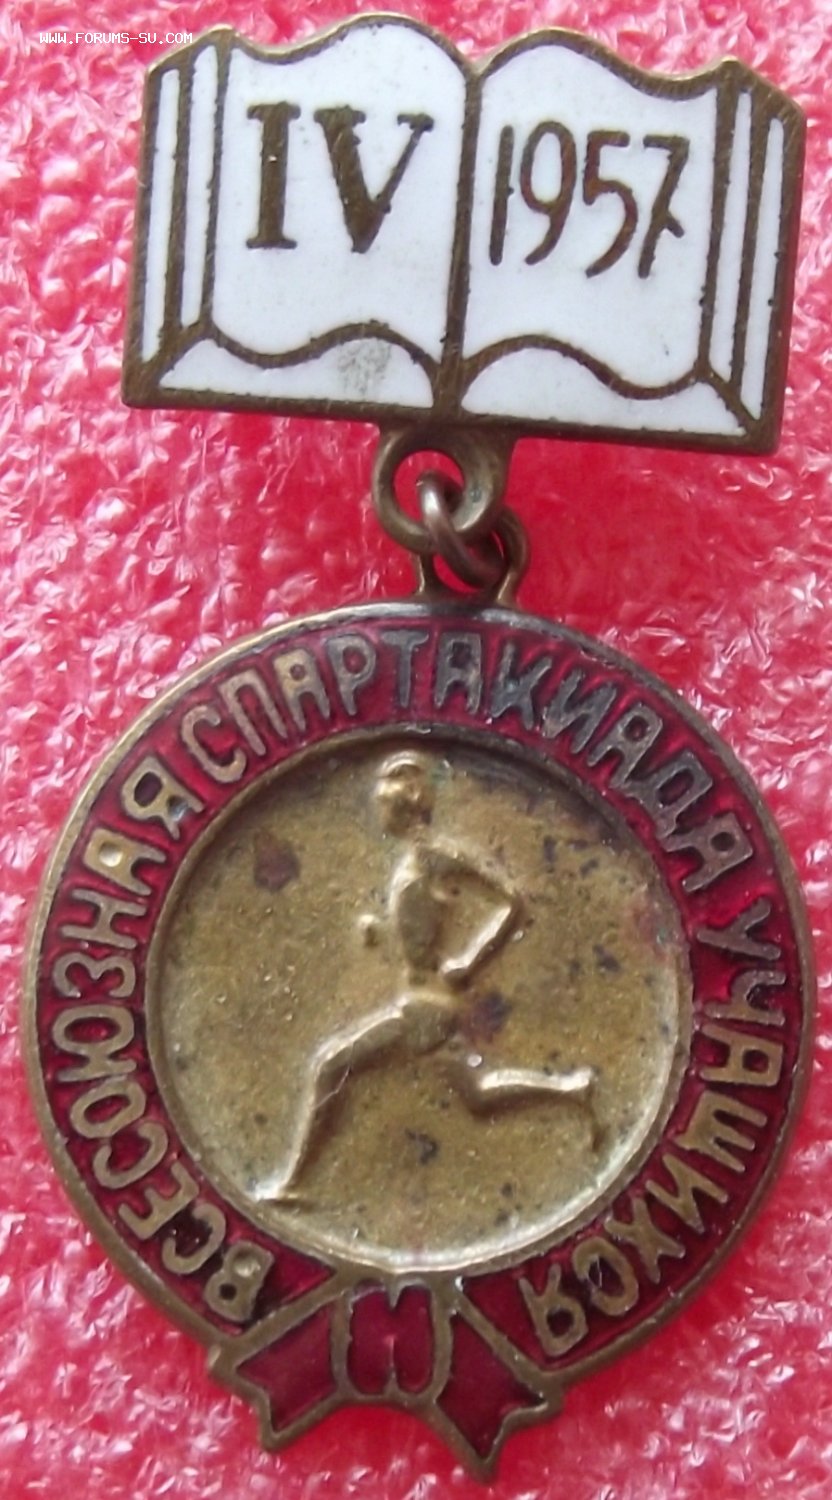 WWW.FORUMS-SU.COM
IV 1957
ВСЕСОЮЗНАЯ СПАРТАКИАДА УЧАЩИХСЯ